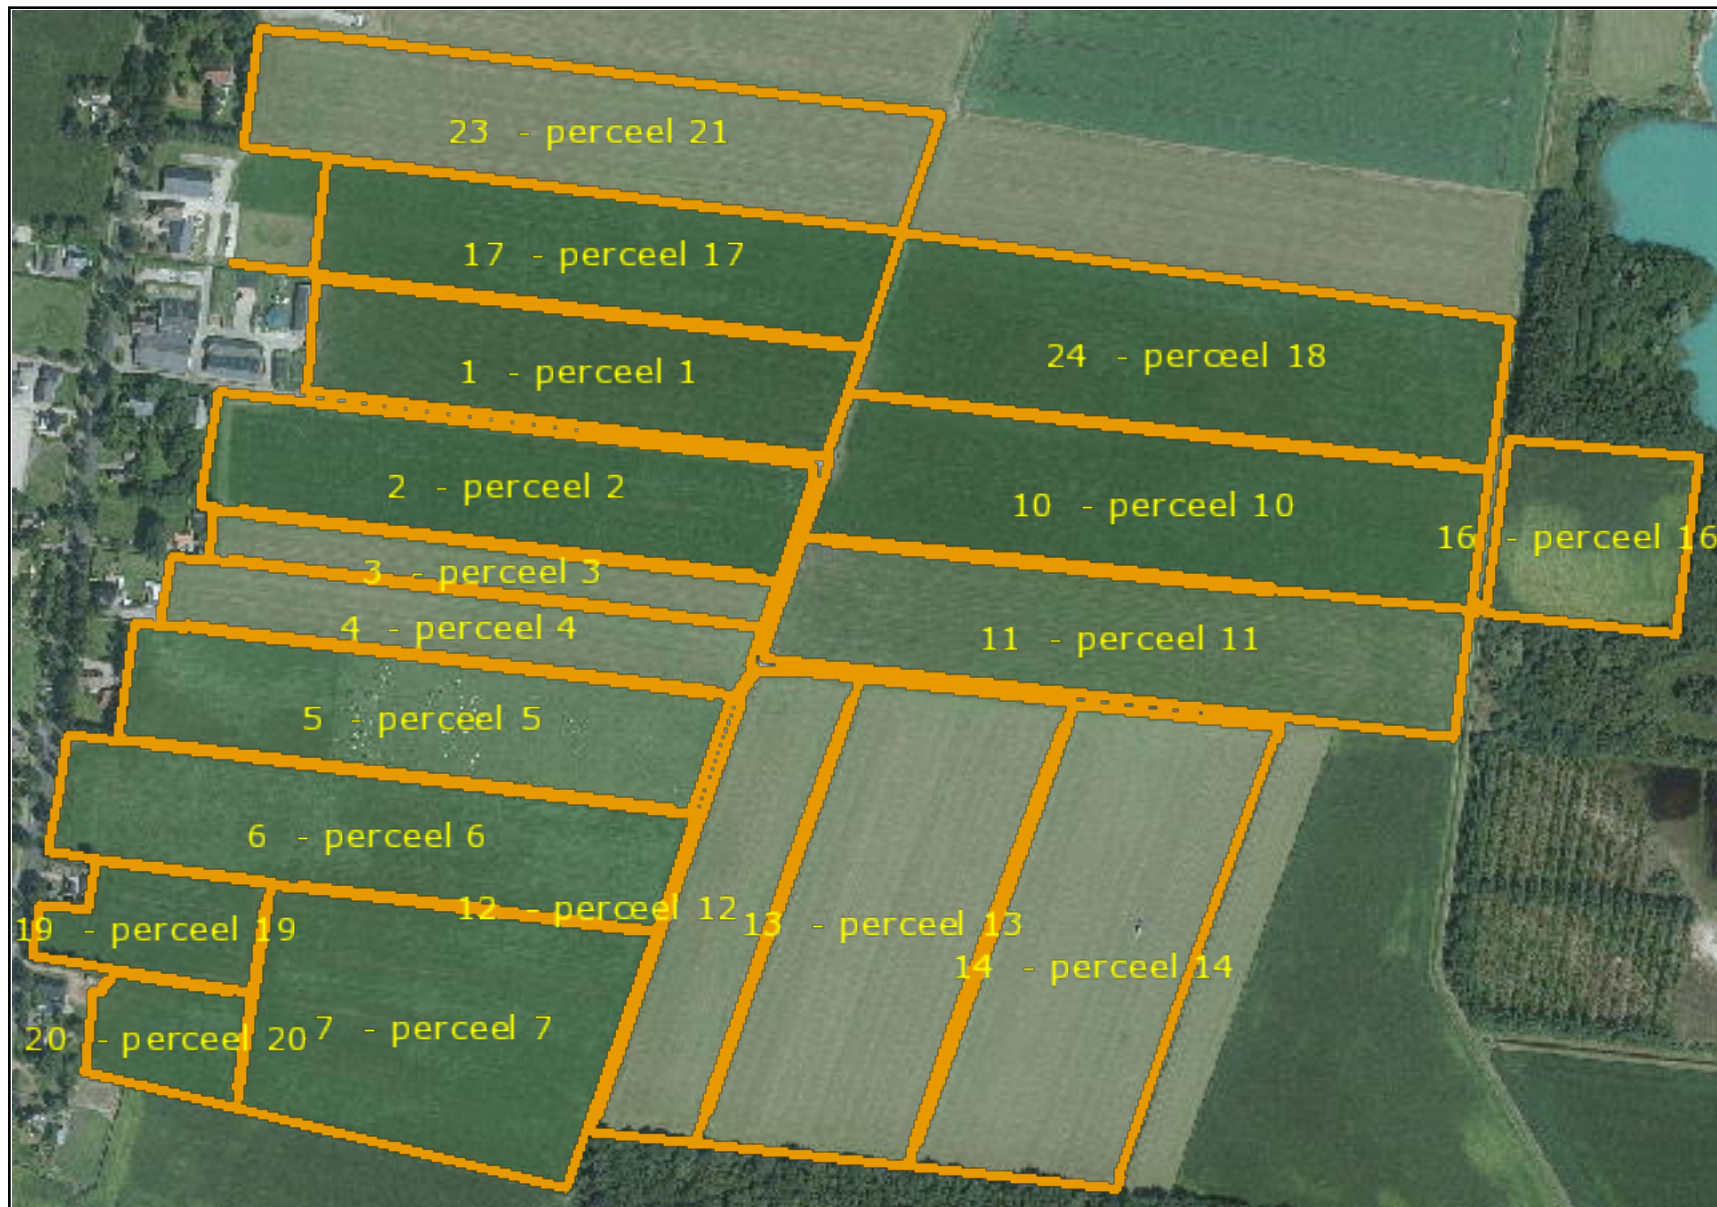 23 - perceel 21
17 - perceel 17
24 - perceel 18
1 - perceel 1
2 - perceel 2
10 - perceel 10
16 - perceel 16
3 - perceel 3
4 - perceel 4
11 - perceel 11
5 - perceel 5
6 - perceel 6
12 - perceel 12
13 - perceel 13
19 - perceel 19
14 - perceel 14
7 - perceel 7
20 - perceel 20